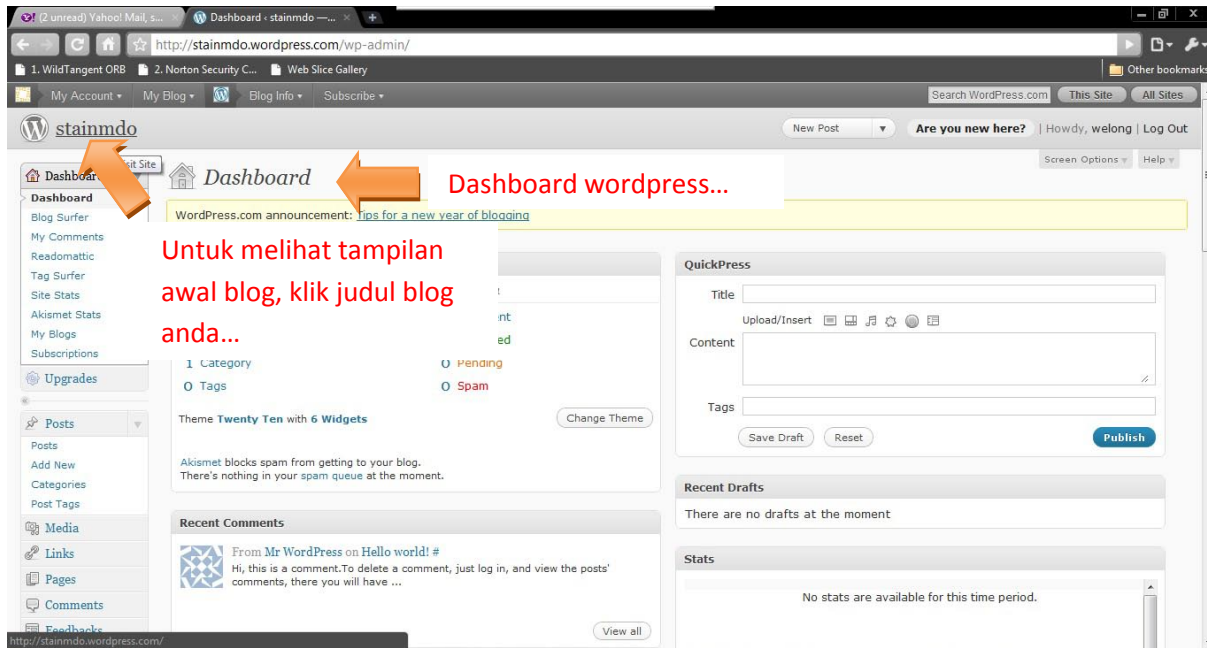 (2 unread) Yahoo! Mail, s...
Dashboard ‹ stainmdo —...
http://stainmdo.wordpress.com/wp-admin/
1. WildTangent ORB
2. Norton Security C...
Web Slice Gallery
Other bookmarks
My Account
My Blog
Blog Info
Subscribe
Search WordPress.com
This Site
All Sites
stainmdo
New Post
Are you new here? | Howdy, welong | Log Out
Screen Options
Help
Dashboard
Dashboard wordpress...
WordPress.com announcement: Tips for a new year of blogging
Untuk melihat tampilan
awal blog, klik judul blog
anda...
Dashboard
Blog Surfer
My Comments
Readomattic
Tag Surfer
Site Stats
Akismet Stats
My Blogs
Subscriptions
Upgrades
Posts
Posts
Add New
Categories
Post Tags
Media
Links
Pages
Comments
Feedbacks
1 Category
0 Pending
0 Tags
0 Spam
Theme Twenty Ten with 6 Widgets
Change Theme
Akismet blocks spam from getting to your blog.
There's nothing in your spam queue at the moment.
Recent Comments
From Mr WordPress on Hello world! #
Hi, this is a comment.To delete a comment, just log in, and view the posts'
comments, there you will have ...
View all
QuickPress
Title
Upload/Insert
Content
Tags
Save Draft
Reset
Publish
Recent Drafts
There are no drafts at the moment
Stats
No stats are available for this time period.
http://stainmdo.wordpress.com/